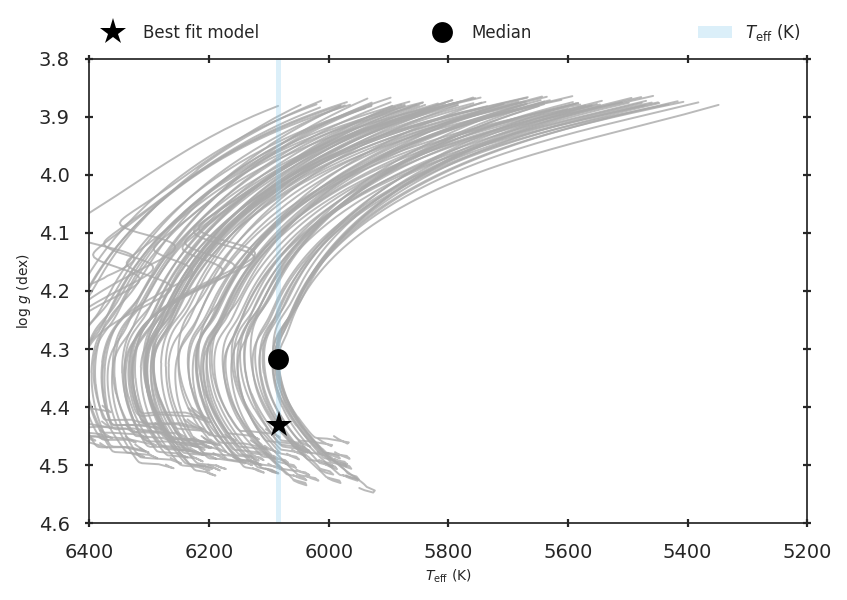 Best fit model Median T_eff (K)
3.8
3.9
4.0
4.1
4.2
4.3
4.4
4.5
4.6
log g (dex)
6400 6200 6000 5800 5600 5400 5200
T_eff (K)